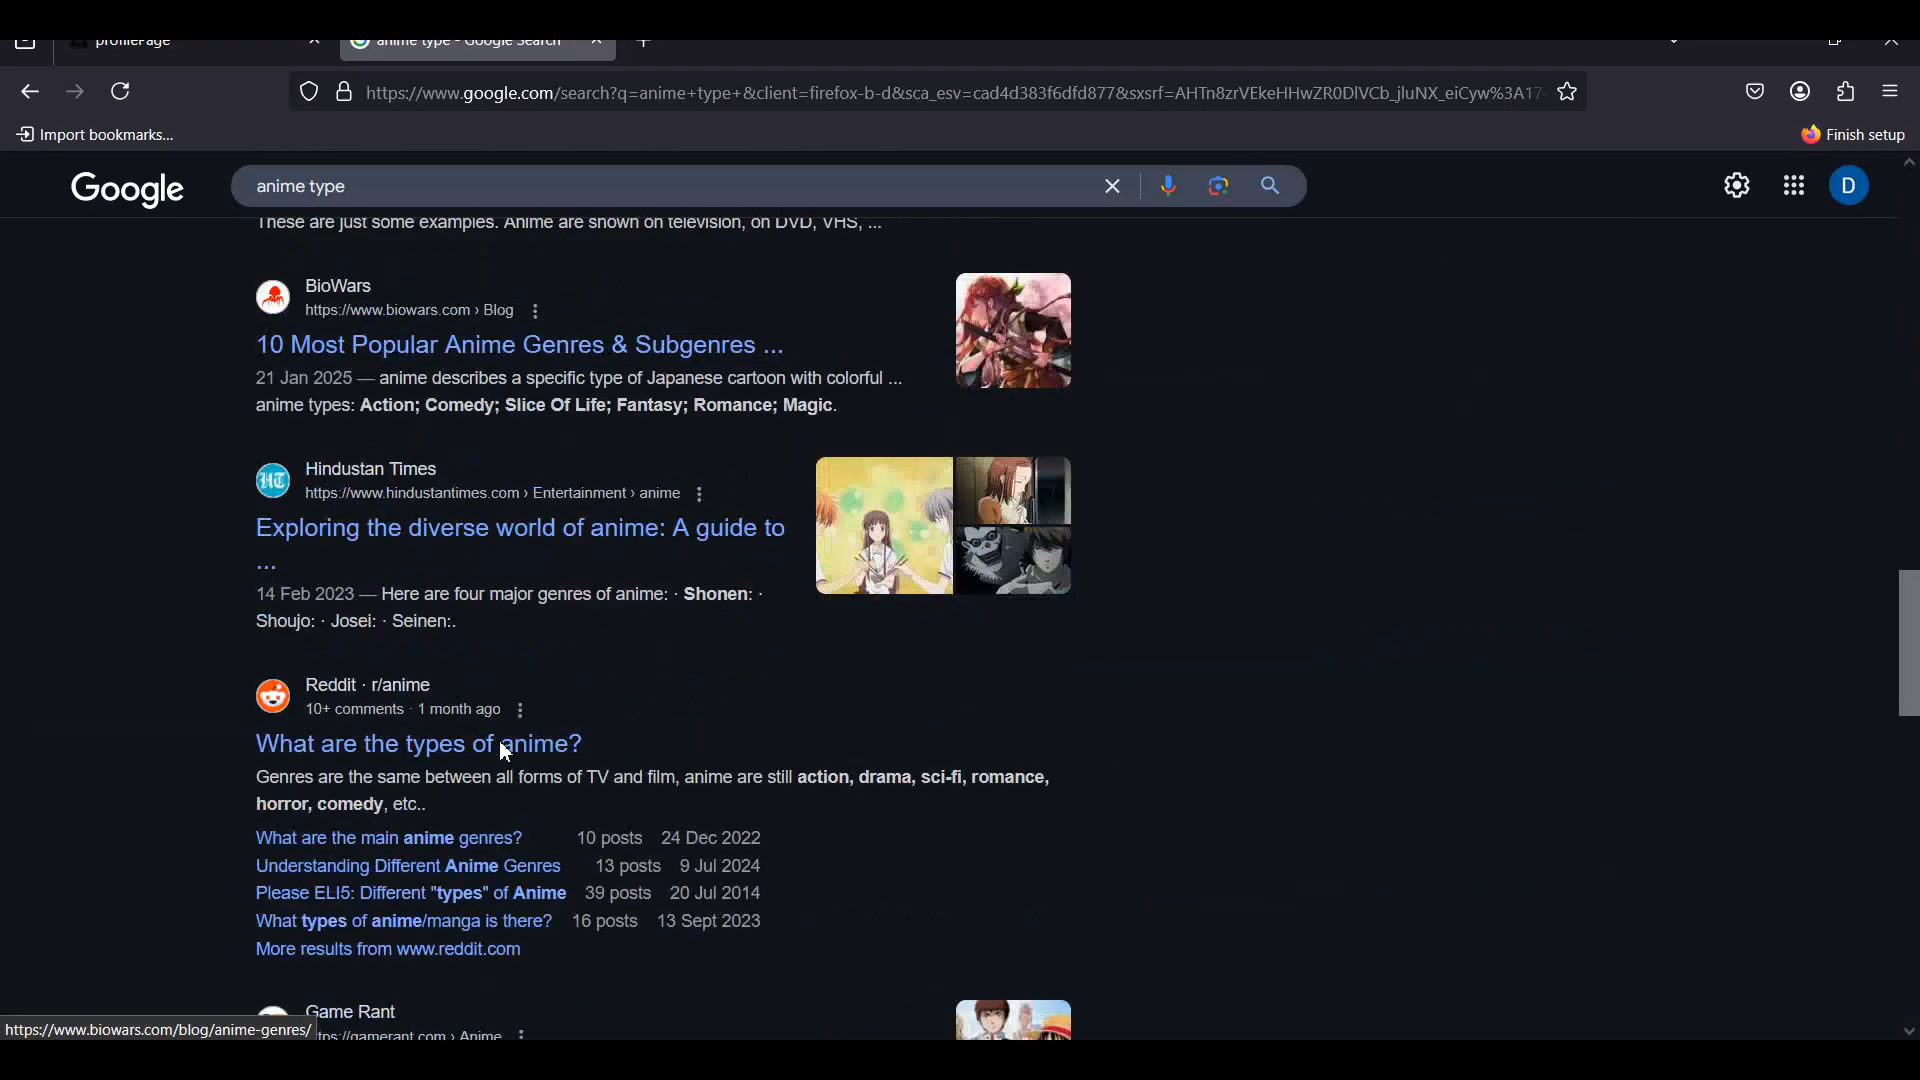 profilePage
anime type - Google Search
https://www.google.com/search?q=anime+type+&client=firefox-b-d&sca_esv=cad4d383f6dfd877&sxsrf=AHTn8zrVEkeHHwZR0DlVCb_jluNX_eiCyw%3A17
Import bookmarks...
Finish setup
Google
anime type
D
These are just some examples. Anime are shown on television, on DVD, VHS, ...
BioWars
https://www.biowars.com › Blog
10 Most Popular Anime Genres & Subgenres ...
21 Jan 2025 — anime describes a specific type of Japanese cartoon with colorful ...
anime types: Action; Comedy; Slice Of Life; Fantasy; Romance; Magic.
HT
Hindustan Times
https://www.hindustantimes.com › Entertainment › anime
Exploring the diverse world of anime: A guide to
...
14 Feb 2023 — Here are four major genres of anime: · Shonen: ·
Shoujo: · Josei: · Seinen:.
Reddit · r/anime
10+ comments · 1 month ago
What are the types of anime?
Genres are the same between all forms of TV and film, anime are still action, drama, sci-fi, romance,
horror, comedy, etc..
What are the main anime genres? 10 posts 24 Dec 2022
Understanding Different Anime Genres 13 posts 9 Jul 2024
Please ELI5: Different "types" of Anime 39 posts 20 Jul 2014
What types of anime/manga is there? 16 posts 13 Sept 2023
More results from www.reddit.com
Game Rant
https://www.biowars.com/blog/anime-genres/
tps://gamerant.com › Anime